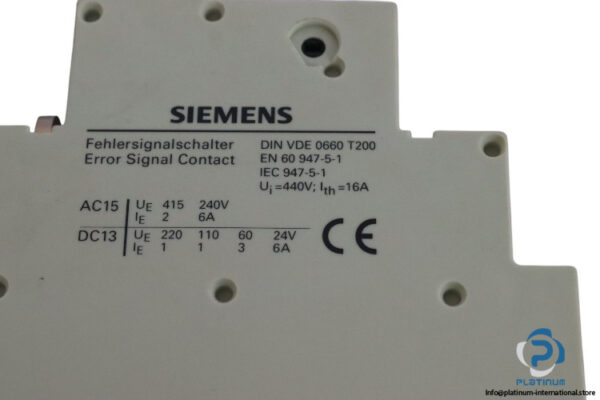 SIEMENS
Fehlersignalschalter DIN VDE 0660 T200
Error Signal Contact EN 60 947-5-1
IEC 947-5-1
Ui=440V; Ith=16A
AC15 UE 415 240V
IE 2 6A
DC13 UE 220 110 60 24V
IE 1 1 3 6A
CE
PLATINUM
info@platinum-international.store